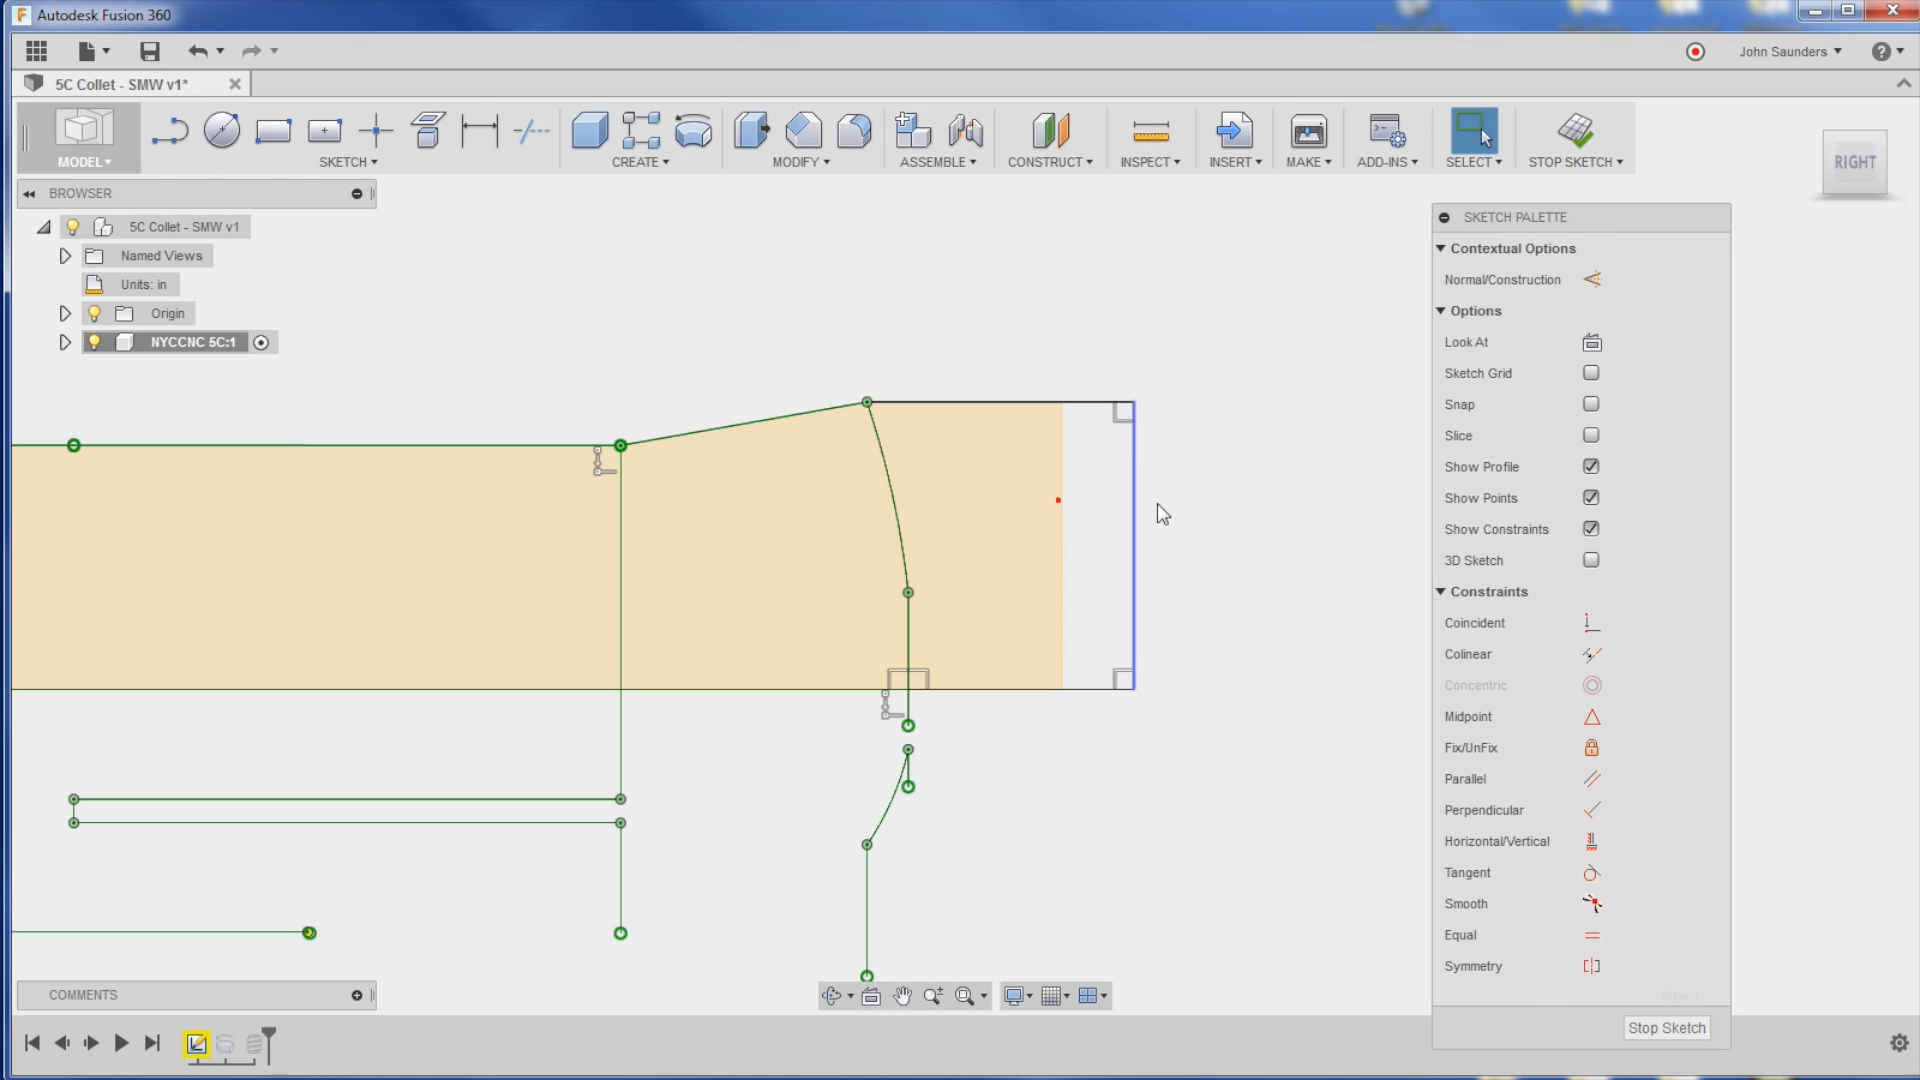 Autodesk Fusion 360
John Saunders
5C Collet - SMW v1*
MODEL
SKETCH
CREATE
MODIFY
ASSEMBLE
CONSTRUCT
INSPECT
INSERT
MAKE
ADD-INS
SELECT
STOP SKETCH
RIGHT
BROWSER
5C Collet - SMW v1
Named Views
Units: in
Origin
NYCCNC 5C:1
SKETCH PALETTE
Contextual Options
Normal/Construction
Options
Look At
Sketch Grid
Snap
Slice
Show Profile
Show Points
Show Constraints
3D Sketch
Constraints
Coincident
Colinear
Concentric
Midpoint
Fix/UnFix
Parallel
Perpendicular
Horizontal/Vertical
Tangent
Smooth
Equal
Symmetry
Stop Sketch
COMMENTS